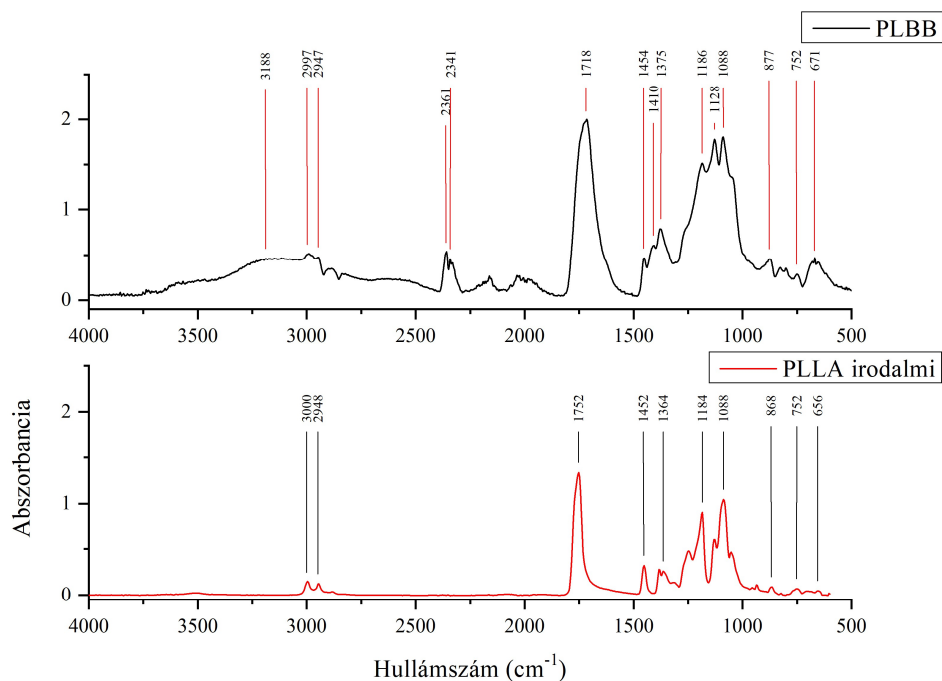 PLBB
3188 2997 2947 2361 2341 1718 1454 1410 1375 1186 1128 1088 877 752 671
2
1
0
4000 3500 3000 2500 2000 1500 1000 500
PLLA irodalmi
3000 2948 1752 1452 1364 1184 1088 868 752 656
2
1
0
4000 3500 3000 2500 2000 1500 1000 500
Abszorbancia
Hullámszám (cm⁻¹)